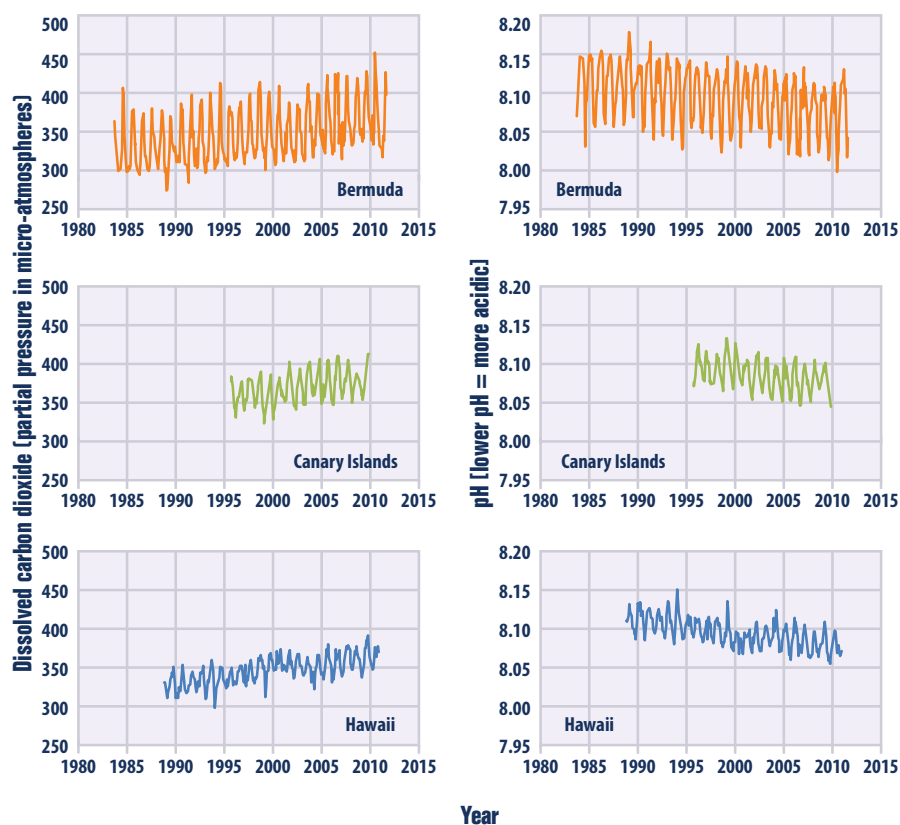 Dissolved carbon dioxide (partial pressure in micro-atmospheres)
500
450
400
350
300
250
Bermuda
1980 1985 1990 1995 2000 2005 2010 2015
500
450
400
350
300
250
Canary Islands
1980 1985 1990 1995 2000 2005 2010 2015
500
450
400
350
300
250
Hawaii
1980 1985 1990 1995 2000 2005 2010 2015
pH (lower pH = more acidic)
8.20
8.15
8.10
8.05
8.00
7.95
Bermuda
1980 1985 1990 1995 2000 2005 2010 2015
8.20
8.15
8.10
8.05
8.00
7.95
Canary Islands
1980 1985 1990 1995 2000 2005 2010 2015
8.20
8.15
8.10
8.05
8.00
7.95
Hawaii
1980 1985 1990 1995 2000 2005 2010 2015
Year